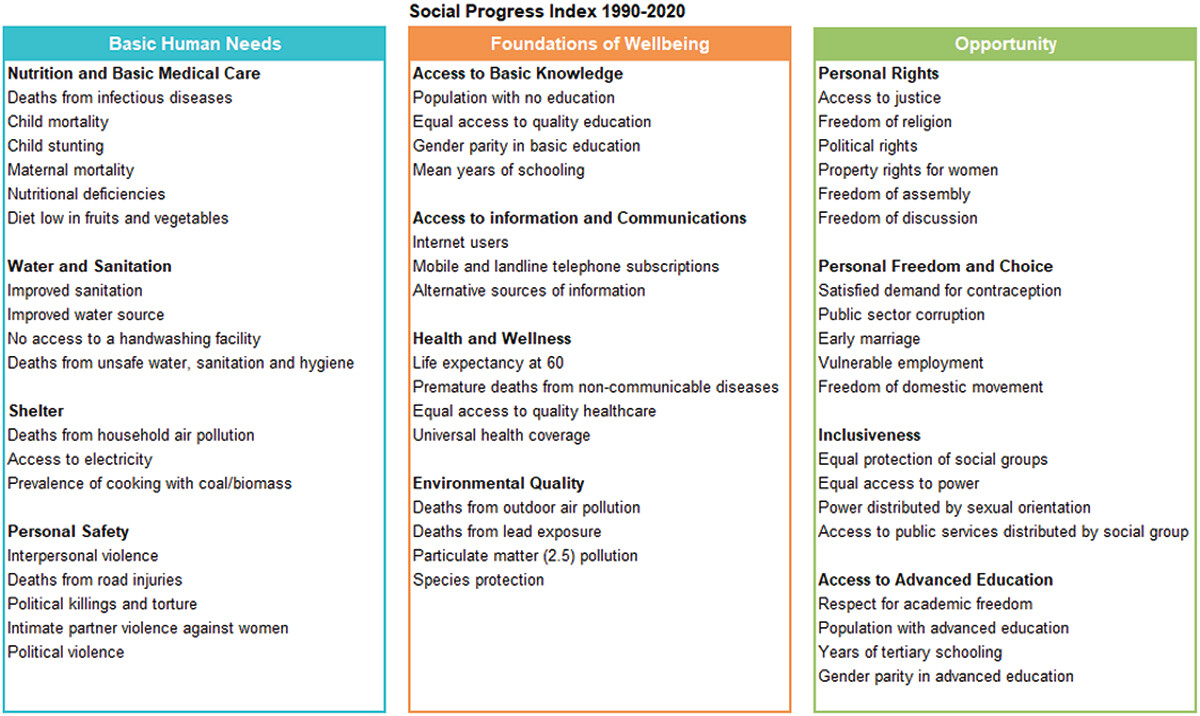 Social Progress Index 1990-2020
Basic Human Needs
Nutrition and Basic Medical Care
Deaths from infectious diseases
Child mortality
Child stunting
Maternal mortality
Nutritional deficiencies
Diet low in fruits and vegetables
Water and Sanitation
Improved sanitation
Improved water source
No access to a handwashing facility
Deaths from unsafe water, sanitation and hygiene
Shelter
Deaths from household air pollution
Access to electricity
Prevalence of cooking with coal/biomass
Personal Safety
Interpersonal violence
Deaths from road injuries
Political killings and torture
Intimate partner violence against women
Political violence
Foundations of Wellbeing
Access to Basic Knowledge
Population with no education
Equal access to quality education
Gender parity in basic education
Mean years of schooling
Access to information and Communications
Internet users
Mobile and landline telephone subscriptions
Alternative sources of information
Health and Wellness
Life expectancy at 60
Premature deaths from non-communicable diseases
Equal access to quality healthcare
Universal health coverage
Environmental Quality
Deaths from outdoor air pollution
Deaths from lead exposure
Particulate matter (2.5) pollution
Species protection
Opportunity
Personal Rights
Access to justice
Freedom of religion
Political rights
Property rights for women
Freedom of assembly
Freedom of discussion
Personal Freedom and Choice
Satisfied demand for contraception
Public sector corruption
Early marriage
Vulnerable employment
Freedom of domestic movement
Inclusiveness
Equal protection of social groups
Equal access to power
Power distributed by sexual orientation
Access to public services distributed by social group
Access to Advanced Education
Respect for academic freedom
Population with advanced education
Years of tertiary schooling
Gender parity in advanced education